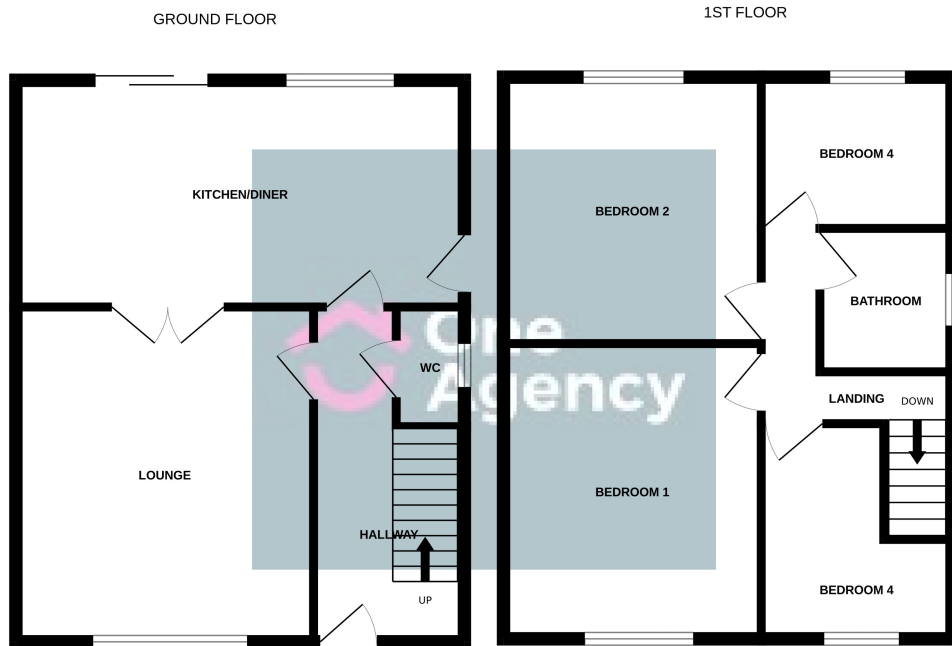 GROUND FLOOR
1ST FLOOR
KITCHEN/DINER
WC
LOUNGE
HALLWAY
UP
BEDROOM 2
BEDROOM 4
BATHROOM
LANDING
DOWN
BEDROOM 1
BEDROOM 4
One
Agency